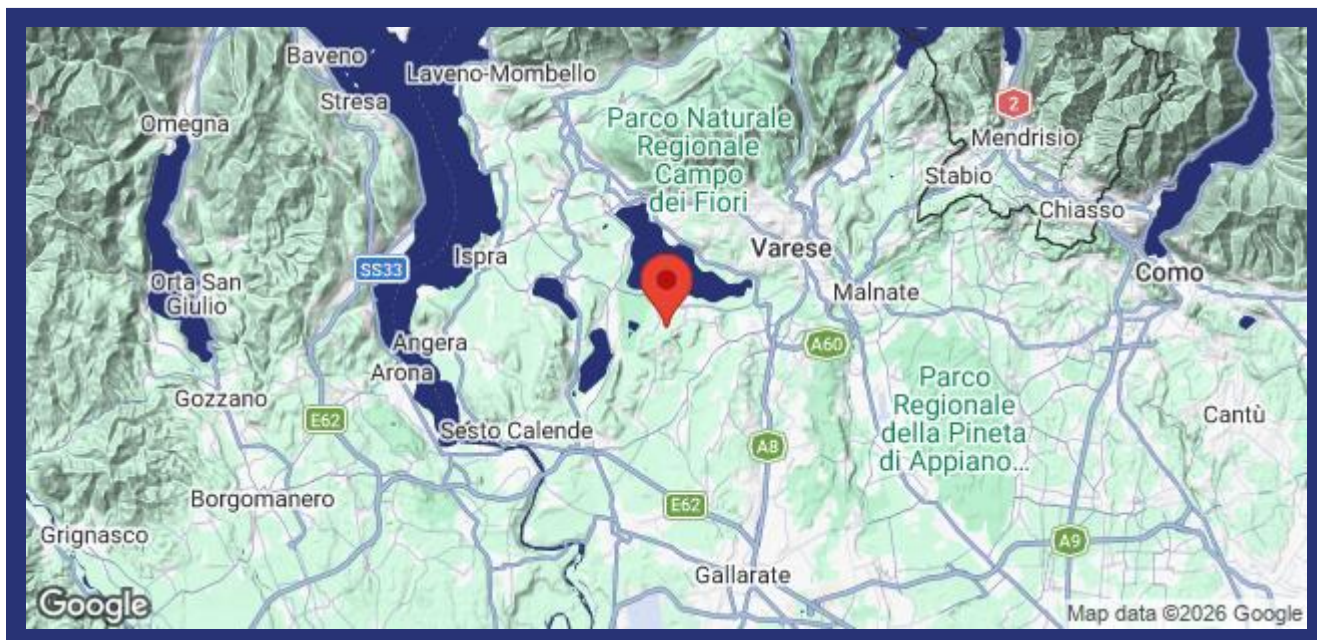 Baveno
Laveno-Mombello
Stresa
Omegna
Parco Naturale
Regionale
Campo
dei Fiori
2
Mendrisio
Stabio
Chiasso
Varese
Ispra
SS33
Orta San
Giulio
Como
Malnate
Angera
Arona
A60
Gozzano
Parco
Regionale
della Pineta
di Appiano...
Cantù
E62
Sesto Calende
A8
Borgomanero
E62
Grignasco
A9
Gallarate
Google
Map data ©2026 Google